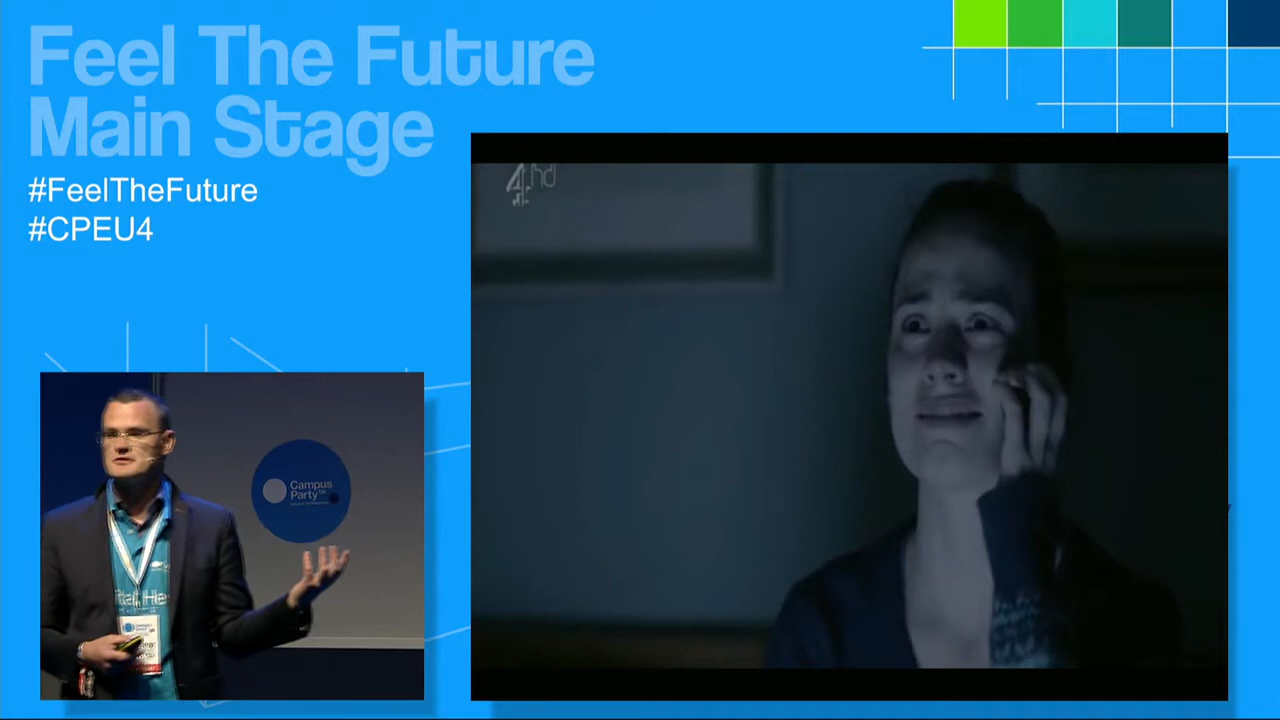 Feel The Future
Main Stage
#FeelTheFuture
#CPEU4
4hd
Campus
Party